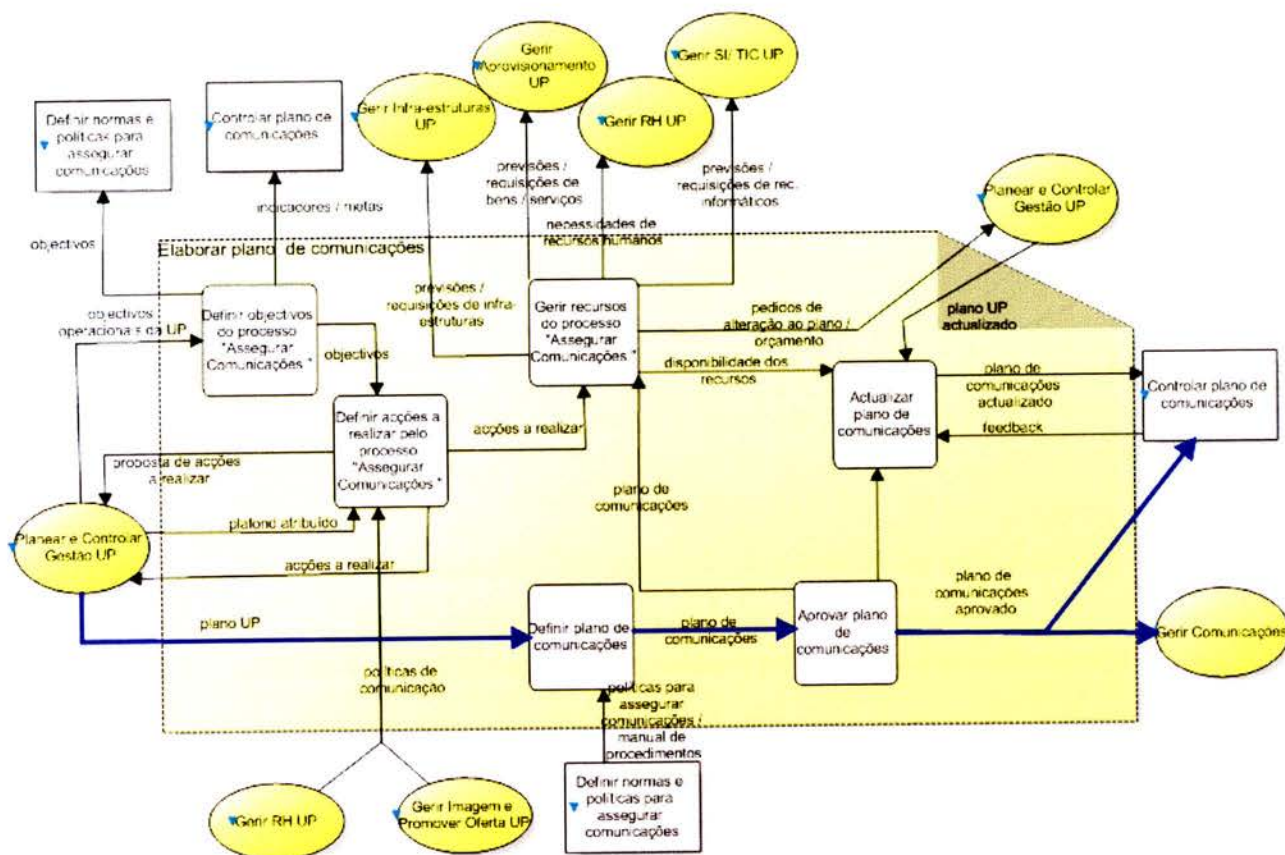 Gerir
Aprovisionamento
UP
Gerir SI/ TIC UP
Gerir Infra-estruturas
UP
Gerir RH UP
Definir normas e
políticas para
assegurar
comunicações
Controlar plano de
comunicações
previsões /
requisições de
bens / serviços
previsões /
requisições de rec.
informáticos
Planear e Controlar
Gestão UP
indicadores / metas
necessidades de
recursos humanos
objectivos
Elaborar plano de comunicações
objectivos
operacionais da UP
Definir objectivos
do processo
"Assegurar
Comunicações "
previsões /
requisições de infra-
estruturas
Gerir recursos
do processo
"Assegurar
Comunicações "
pedidos de
alteração ao plano /
orçamento
plano UP
actualizado
objectivos
disponibilidade dos
recursos
Actualizar
plano de
comunicações
plano de
comunicações
actualizado
Controlar plano de
comunicações
feedback
Definir acções a
realizar pelo
processo
"Assegurar
Comunicações "
acções a realizar
proposta de acções
a realizar
plano de
comunicações
Planear e Controlar
Gestão UP
plafond atribuído
acções a realizar
plano UP
Definir plano de
comunicações
plano de
comunicações
Aprovar plano
de
comunicações
plano de
comunicações
aprovado
Gerir Comunicações
políticas de
comunicação
políticas para
assegurar
comunicações /
manual de
procedimentos
Gerir RH UP
Gerir Imagem e
Promover Oferta UP
Definir normas e
políticas para
assegurar
comunicações